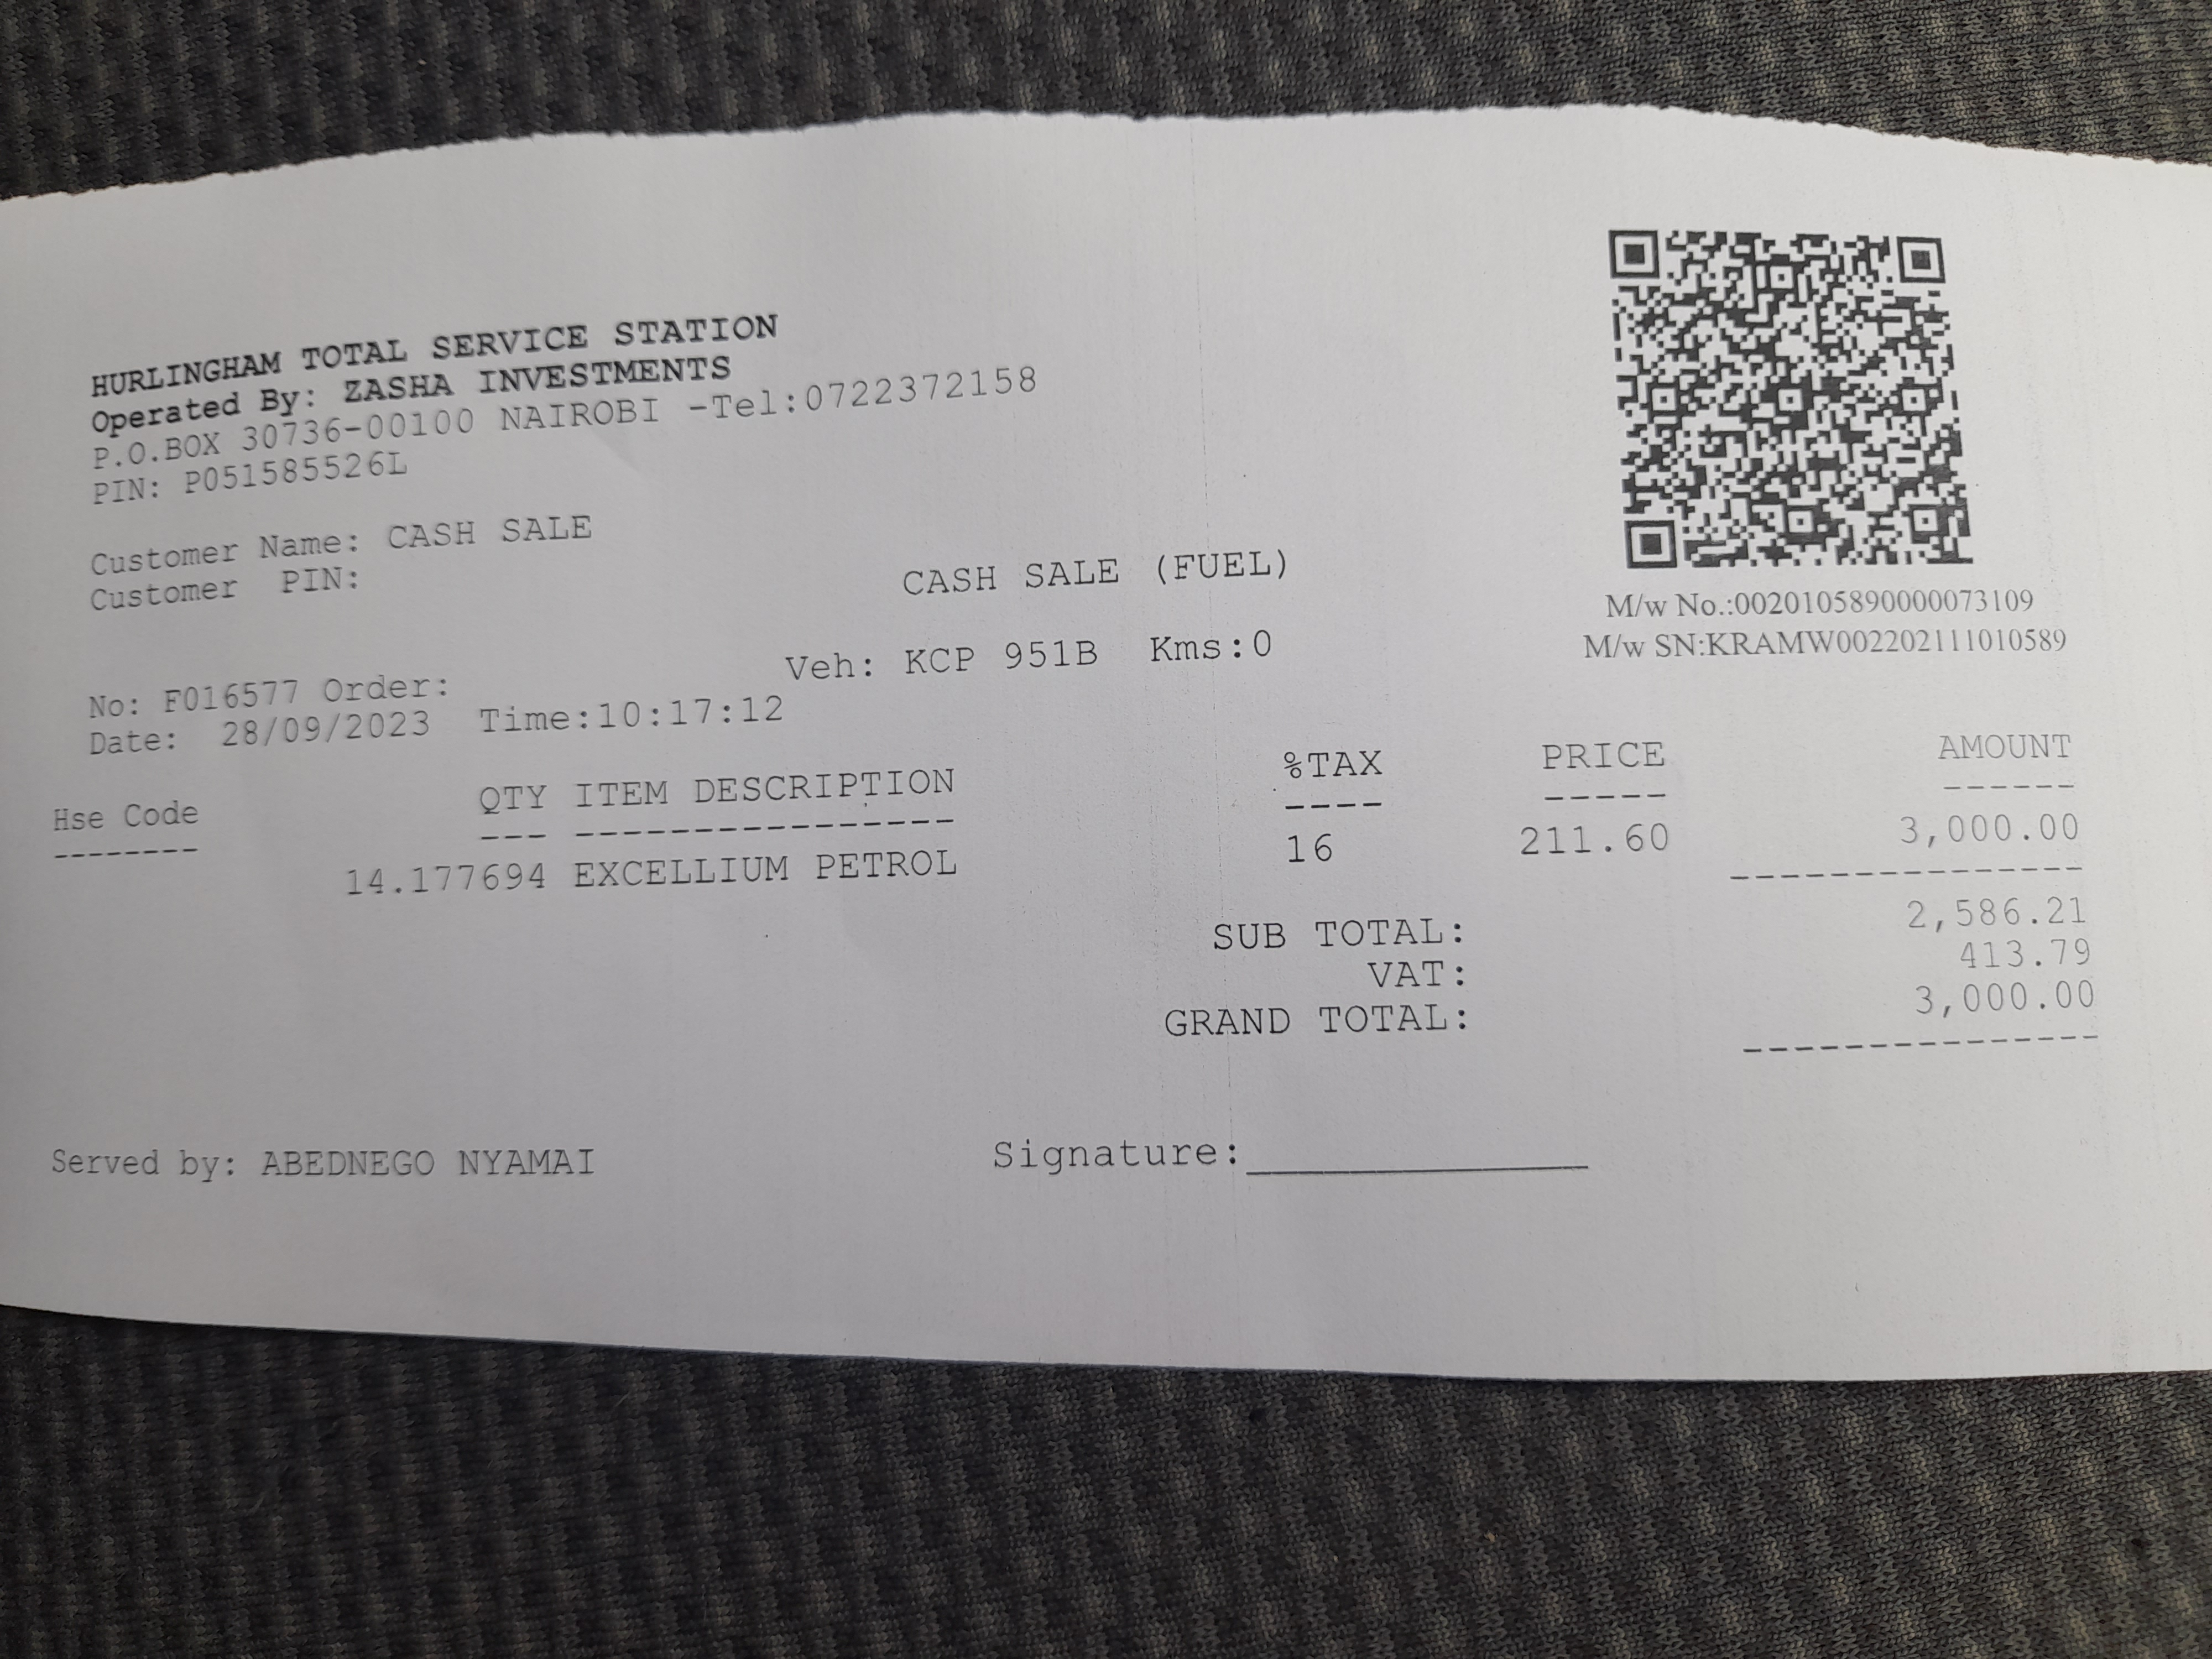 HURLINGHAM TOTAL SERVICE STATION
Operated By: ZASHA INVESTMENTS
P.O.BOX 30736-00100 NAIROBI -Tel:0722372158
PIN: P051585526L
Customer Name: CASH SALE
Customer PIN:
CASH SALE (FUEL)
M/w No.:0020105890000073109
M/w SN:KRAMW002202111010589
Veh: KCP 951B Kms:0
No: F016577 Order:
Date: 28/09/2023 Time:10:17:12
Hse Code QTY ITEM DESCRIPTION %TAX PRICE AMOUNT
-------- --- ---------------- ---- ----- ------
14.177694 EXCELLIUM PETROL 16 211.60 3,000.00
---------------
SUB TOTAL: 2,586.21
VAT: 413.79
GRAND TOTAL: 3,000.00
---------------
Served by: ABEDNEGO NYAMAI Signature:_______________